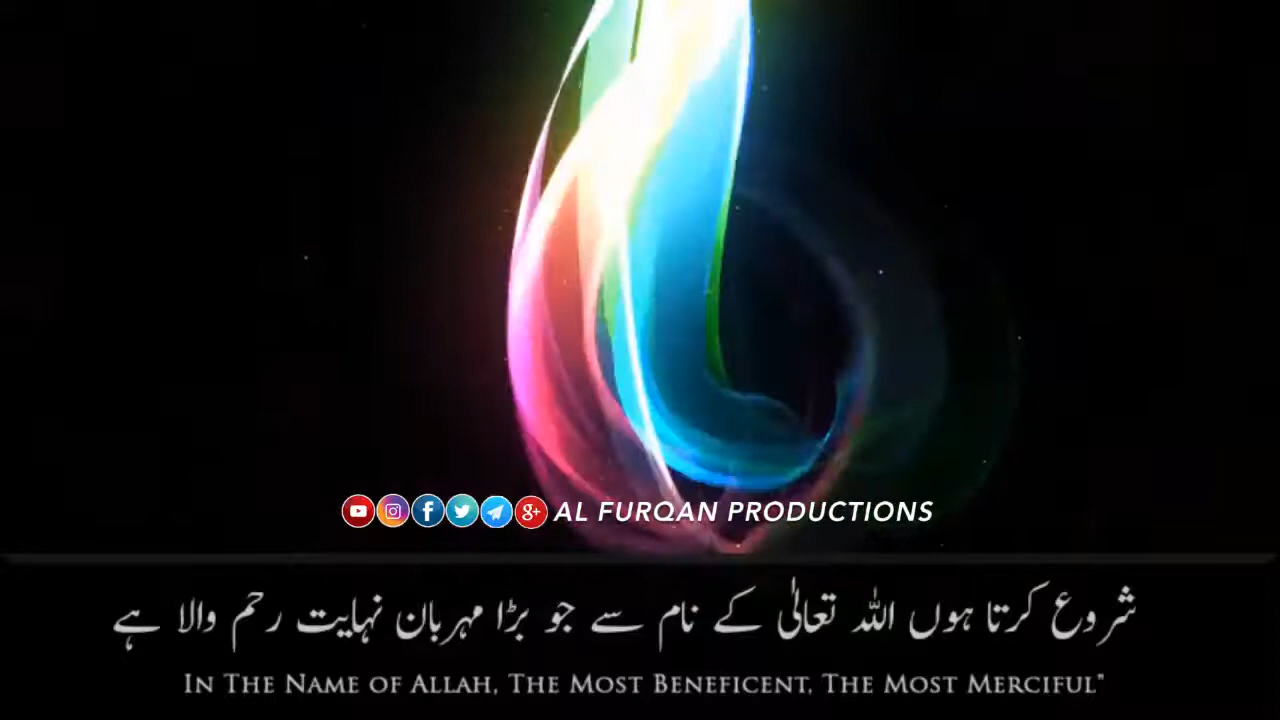 AL FURQAN PRODUCTIONS
شروع کرتا ہوں اللہ تعالیٰ کے نام سے جو بڑا مہربان نہایت رحم والا ہے
IN THE NAME OF ALLAH, THE MOST BENEFICENT, THE MOST MERCIFUL"